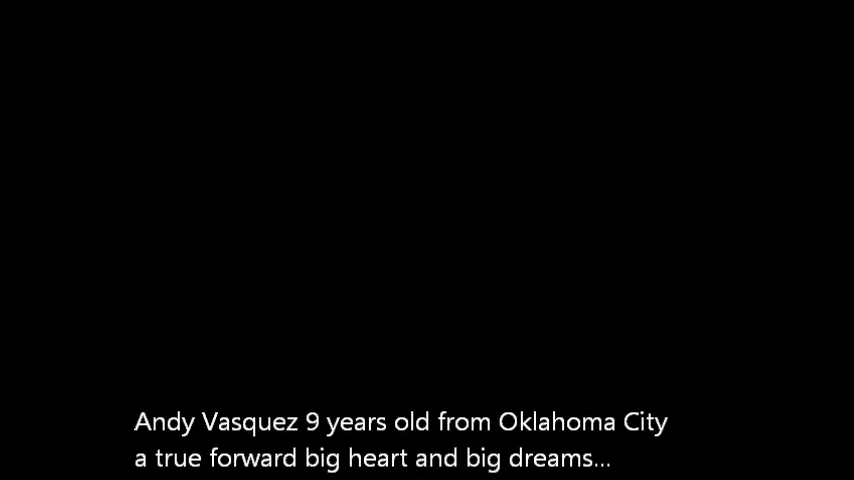 Andy Vasquez 9 years old from Oklahoma City
a true forward big heart and big dreams...